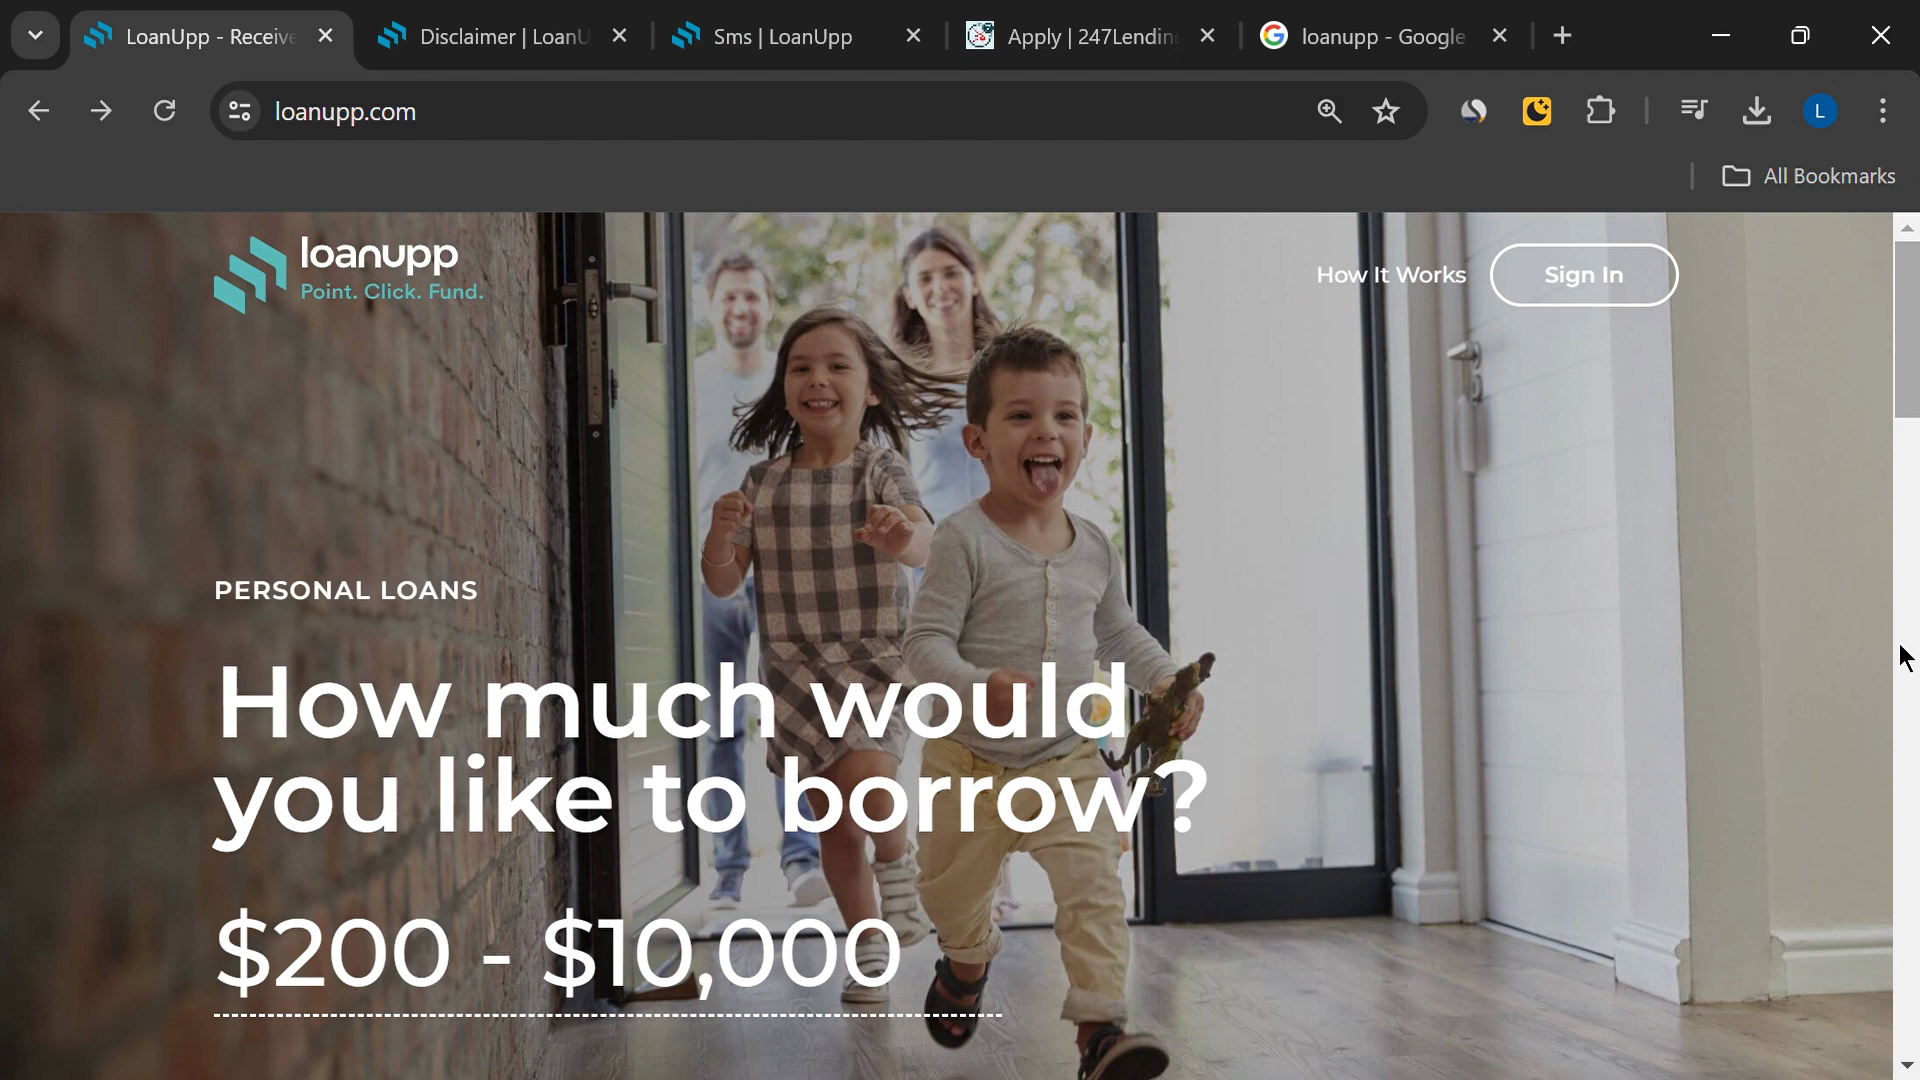 LoanUpp - Receive
Disclaimer | LoanU
Sms | LoanUpp
Apply | 247Lending
loanupp - Google
loanupp.com
L
All Bookmarks
loanupp
Point. Click. Fund.
How It Works
Sign In
PERSONAL LOANS
How much would
you like to borrow?
$200 - $10,000